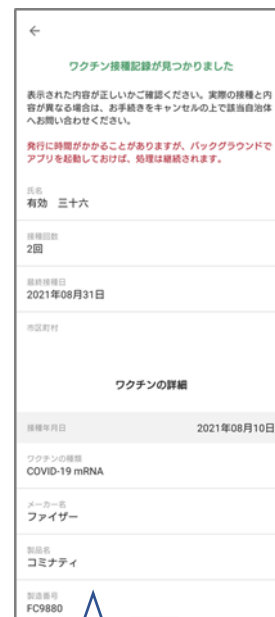 ワクチン接種記録が見つかりました
表示された内容が正しいかご確認ください。実際の接種と内
容が異なる場合は、お手続きをキャンセルの上で該当自治体
へお問い合わせください。
発行に時間がかかることがありますが、バックグラウンドで
アプリを起動しておけば、処理は継続されます。
氏名
有効　三十六
接種回数
2回
最終接種日
2021年08月31日
市区町村
ワクチンの詳細
接種年月日 2021年08月10日
ワクチンの種類
COVID-19 mRNA
メーカー名
ファイザー
製品名
コミナティ
製造番号
FC9880